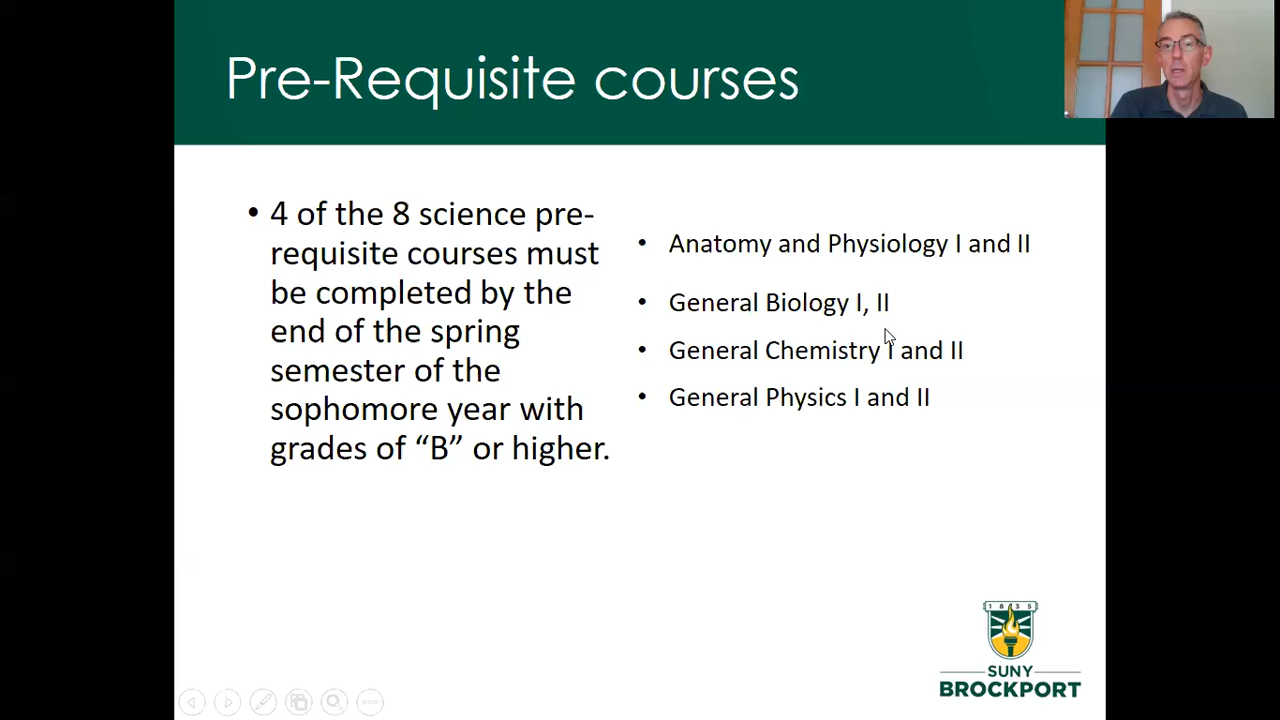 Pre-Requisite courses
• 4 of the 8 science pre-
requisite courses must
be completed by the
end of the spring
semester of the
sophomore year with
grades of “B” or higher.
• Anatomy and Physiology I and II
• General Biology I, II
• General Chemistry I and II
• General Physics I and II
1835
SUNY
BROCKPORT